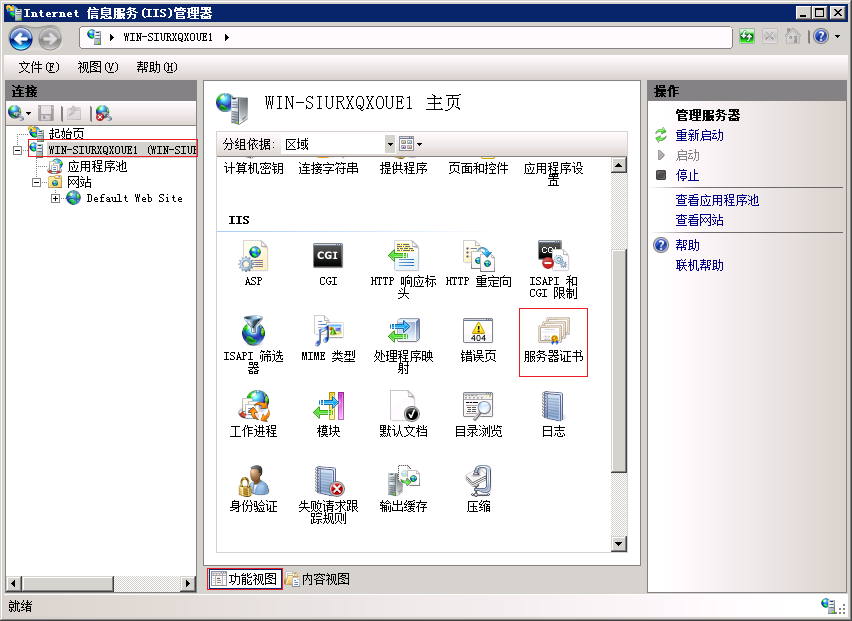 Internet 信息服务(IIS)管理器
WIN-SIURXQXOUE1
文件(F) 视图(V) 帮助(H)
连接
起始页
WIN-SIURXQXOUE1 (WIN-SIUR
应用程序池
网站
Default Web Site
WIN-SIURXQXOUE1 主页
分组依据: 区域
计算机密钥 连接字符串 提供程序 页面和控件 应用程序设
置
IIS
ASP CGI HTTP 响应标
头 HTTP 重定向 ISAPI 和
CGI 限制
ISAPI 筛选
器 MIME 类型 处理程序映
射 错误页 服务器证书
工作进程 模块 默认文档 目录浏览 日志
身份验证 失败请求跟
踪规则 输出缓存 压缩
功能视图 内容视图
操作
管理服务器
重新启动
启动
停止
查看应用程序池
查看网站
帮助
联机帮助
就绪